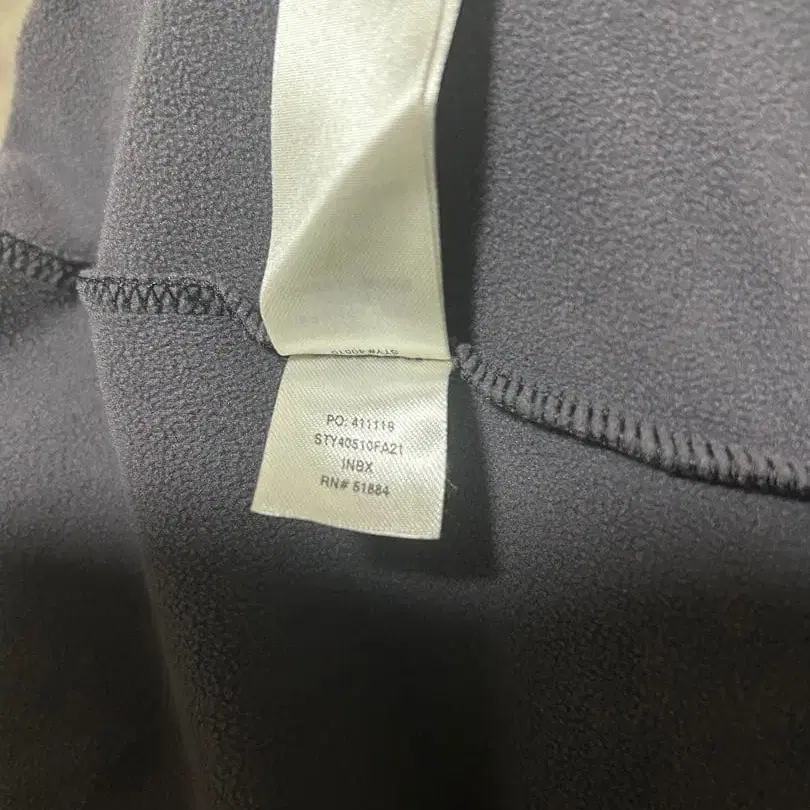 PO: 411118
STY40510FA21
INBX
RN# 51884